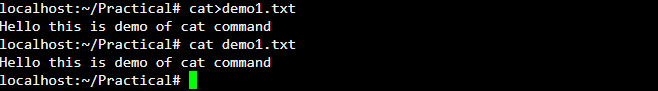 localhost:~/Practical# cat>demo1.txt
Hello this is demo of cat command
localhost:~/Practical# cat demo1.txt
Hello this is demo of cat command
localhost:~/Practical#